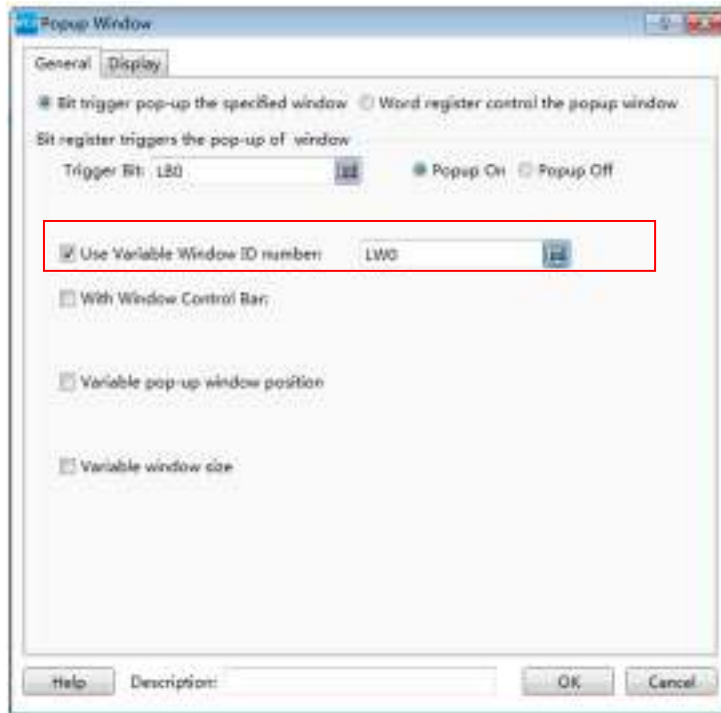 Popup Window
General Display
Bit trigger pop-up the specified window Word register control the popup window
Bit register triggers the pop-up of window
Trigger Bit: LB0 Popup On Popup Off
Use Variable Window ID number: LW0
With Window Control Bar:
Variable pop-up window position
Variable window size
Help Description: OK Cancel